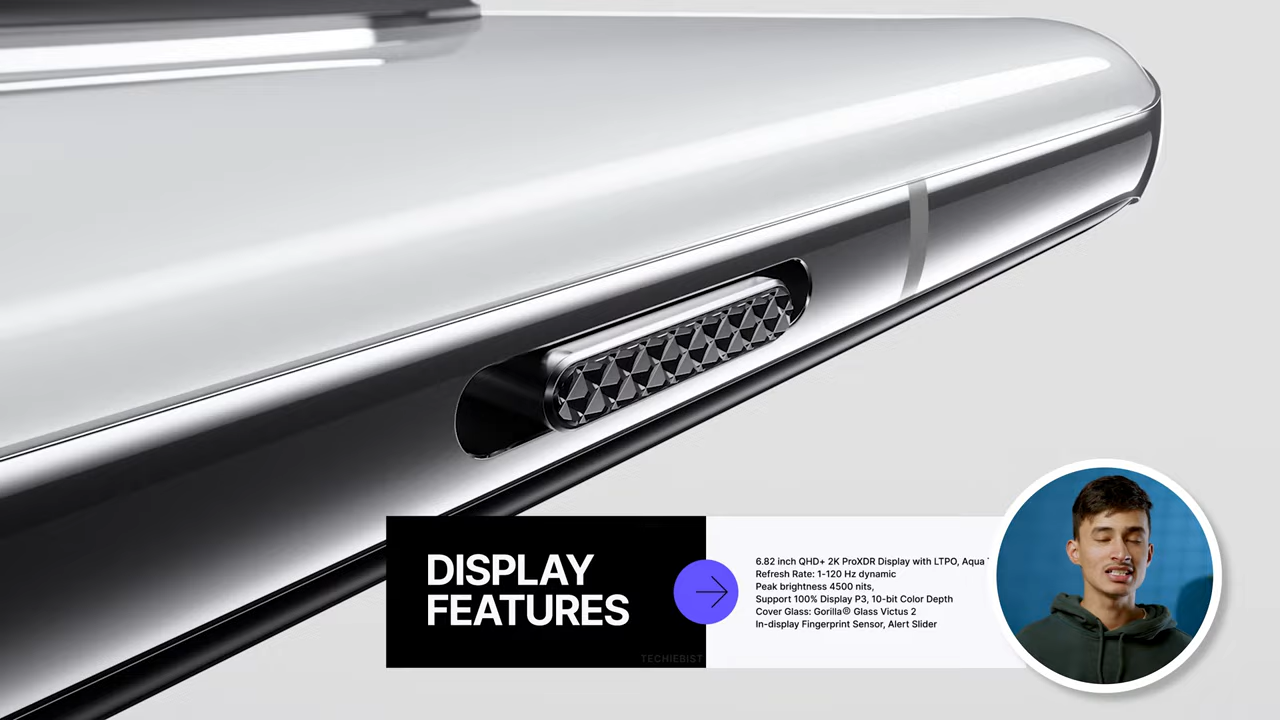 DISPLAY
FEATURES
6.82 inch QHD+ 2K ProXDR Display with LTPO, Aqua
Refresh Rate: 1-120 Hz dynamic
Peak brightness 4500 nits,
Support 100% Display P3, 10-bit Color Depth
Cover Glass: Gorilla® Glass Victus 2
In-display Fingerprint Sensor, Alert Slider
TECHIEBIST